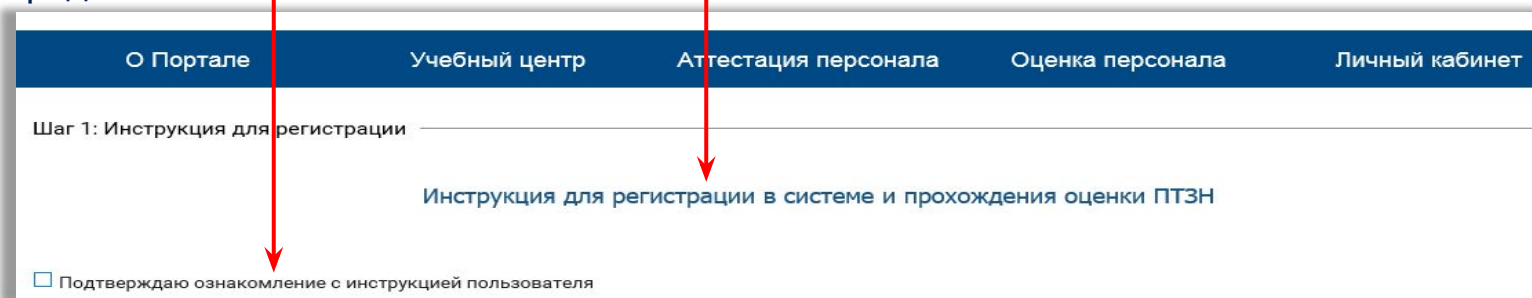 О Портале Учебный центр Аттестация персонала Оценка персонала Личный кабинет
Шаг 1: Инструкция для регистрации
Инструкция для регистрации в системе и прохождения оценки ПТЗН
Подтверждаю ознакомление с инструкцией пользователя